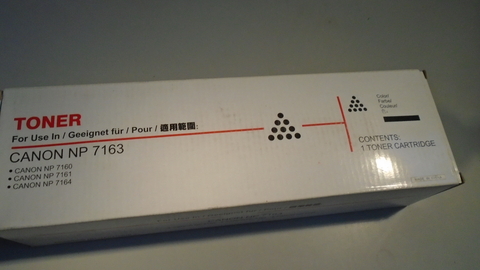 TONER
For Use In / Geeignet für / Pour / 適用範圍:
CANON NP 7163
CANON NP 7160
CANON NP 7161
CANON NP 7164
CONTENTS:
1 TONER CARTRIDGE